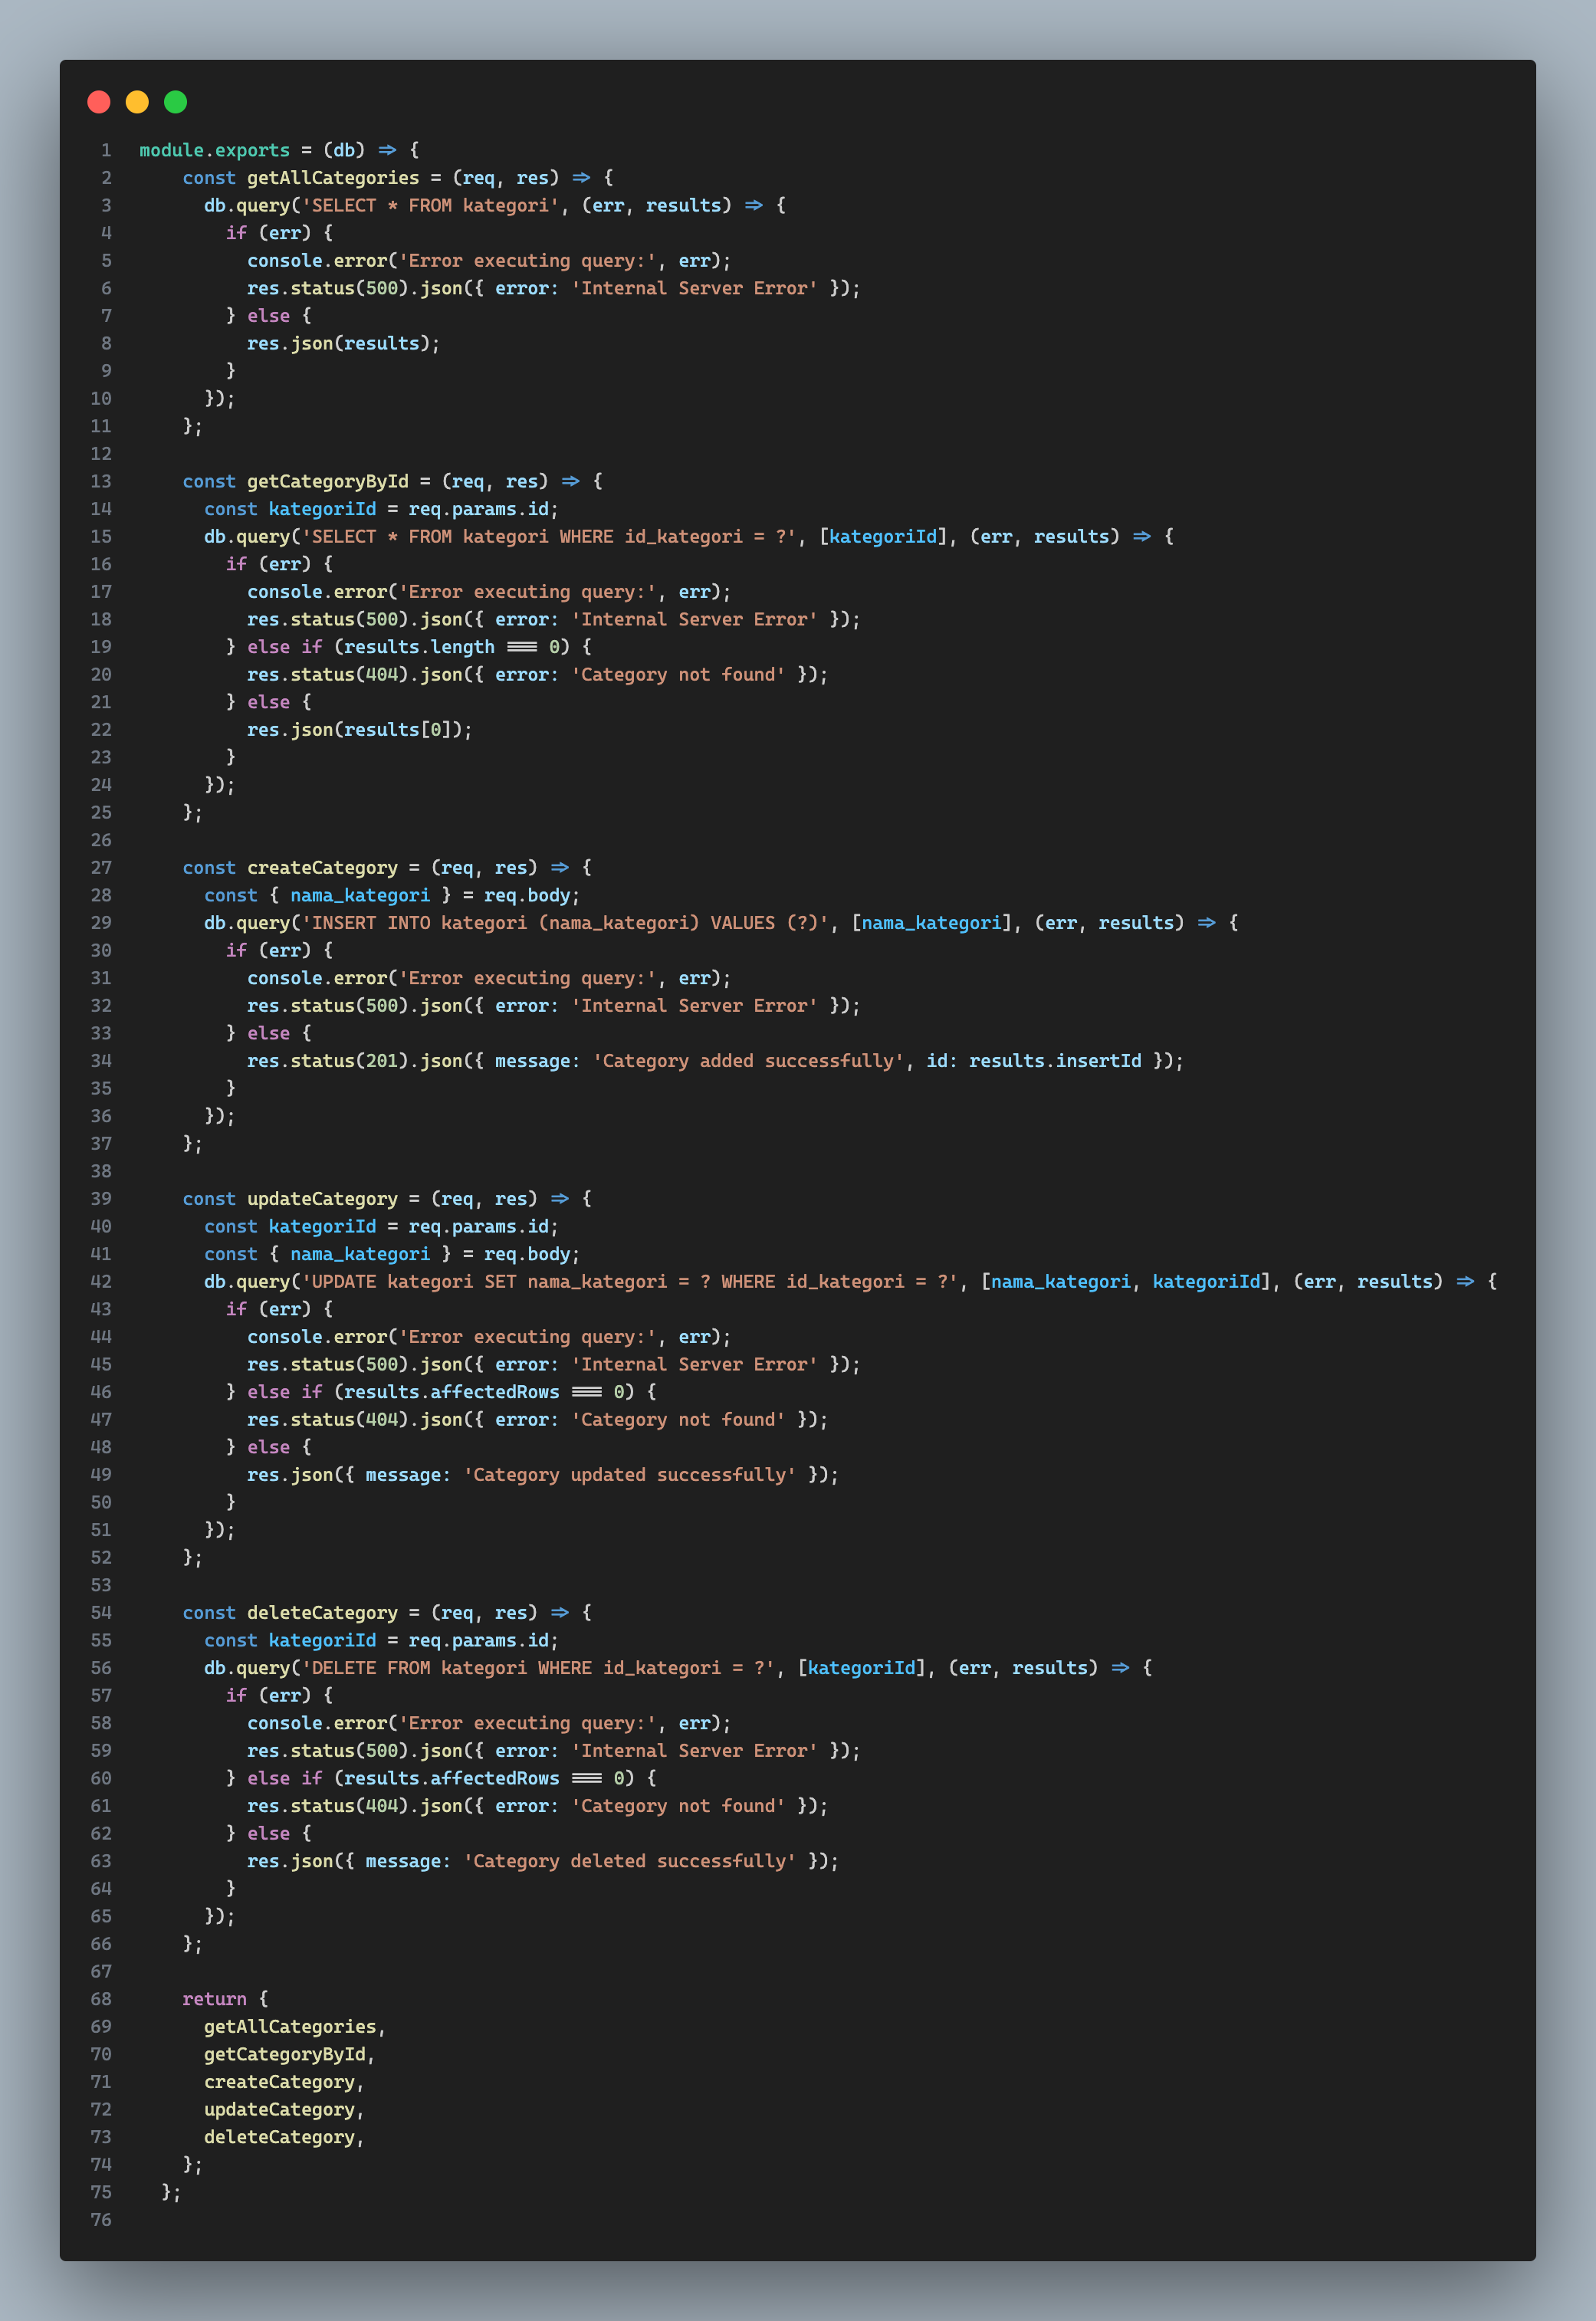 1 module.exports = (db) => {
2 const getAllCategories = (req, res) => {
3 db.query('SELECT * FROM kategori', (err, results) => {
4 if (err) {
5 console.error('Error executing query:', err);
6 res.status(500).json({ error: 'Internal Server Error' });
7 } else {
8 res.json(results);
9 }
10 });
11 };
12
13 const getCategoryById = (req, res) => {
14 const kategoriId = req.params.id;
15 db.query('SELECT * FROM kategori WHERE id_kategori = ?', [kategoriId], (err, results) => {
16 if (err) {
17 console.error('Error executing query:', err);
18 res.status(500).json({ error: 'Internal Server Error' });
19 } else if (results.length === 0) {
20 res.status(404).json({ error: 'Category not found' });
21 } else {
22 res.json(results[0]);
23 }
24 });
25 };
26
27 const createCategory = (req, res) => {
28 const { nama_kategori } = req.body;
29 db.query('INSERT INTO kategori (nama_kategori) VALUES (?)', [nama_kategori], (err, results) => {
30 if (err) {
31 console.error('Error executing query:', err);
32 res.status(500).json({ error: 'Internal Server Error' });
33 } else {
34 res.status(201).json({ message: 'Category added successfully', id: results.insertId });
35 }
36 });
37 };
38
39 const updateCategory = (req, res) => {
40 const kategoriId = req.params.id;
41 const { nama_kategori } = req.body;
42 db.query('UPDATE kategori SET nama_kategori = ? WHERE id_kategori = ?', [nama_kategori, kategoriId], (err, results) => {
43 if (err) {
44 console.error('Error executing query:', err);
45 res.status(500).json({ error: 'Internal Server Error' });
46 } else if (results.affectedRows === 0) {
47 res.status(404).json({ error: 'Category not found' });
48 } else {
49 res.json({ message: 'Category updated successfully' });
50 }
51 });
52 };
53
54 const deleteCategory = (req, res) => {
55 const kategoriId = req.params.id;
56 db.query('DELETE FROM kategori WHERE id_kategori = ?', [kategoriId], (err, results) => {
57 if (err) {
58 console.error('Error executing query:', err);
59 res.status(500).json({ error: 'Internal Server Error' });
60 } else if (results.affectedRows === 0) {
61 res.status(404).json({ error: 'Category not found' });
62 } else {
63 res.json({ message: 'Category deleted successfully' });
64 }
65 });
66 };
67
68 return {
69 getAllCategories,
70 getCategoryById,
71 createCategory,
72 updateCategory,
73 deleteCategory,
74 };
75 };
76